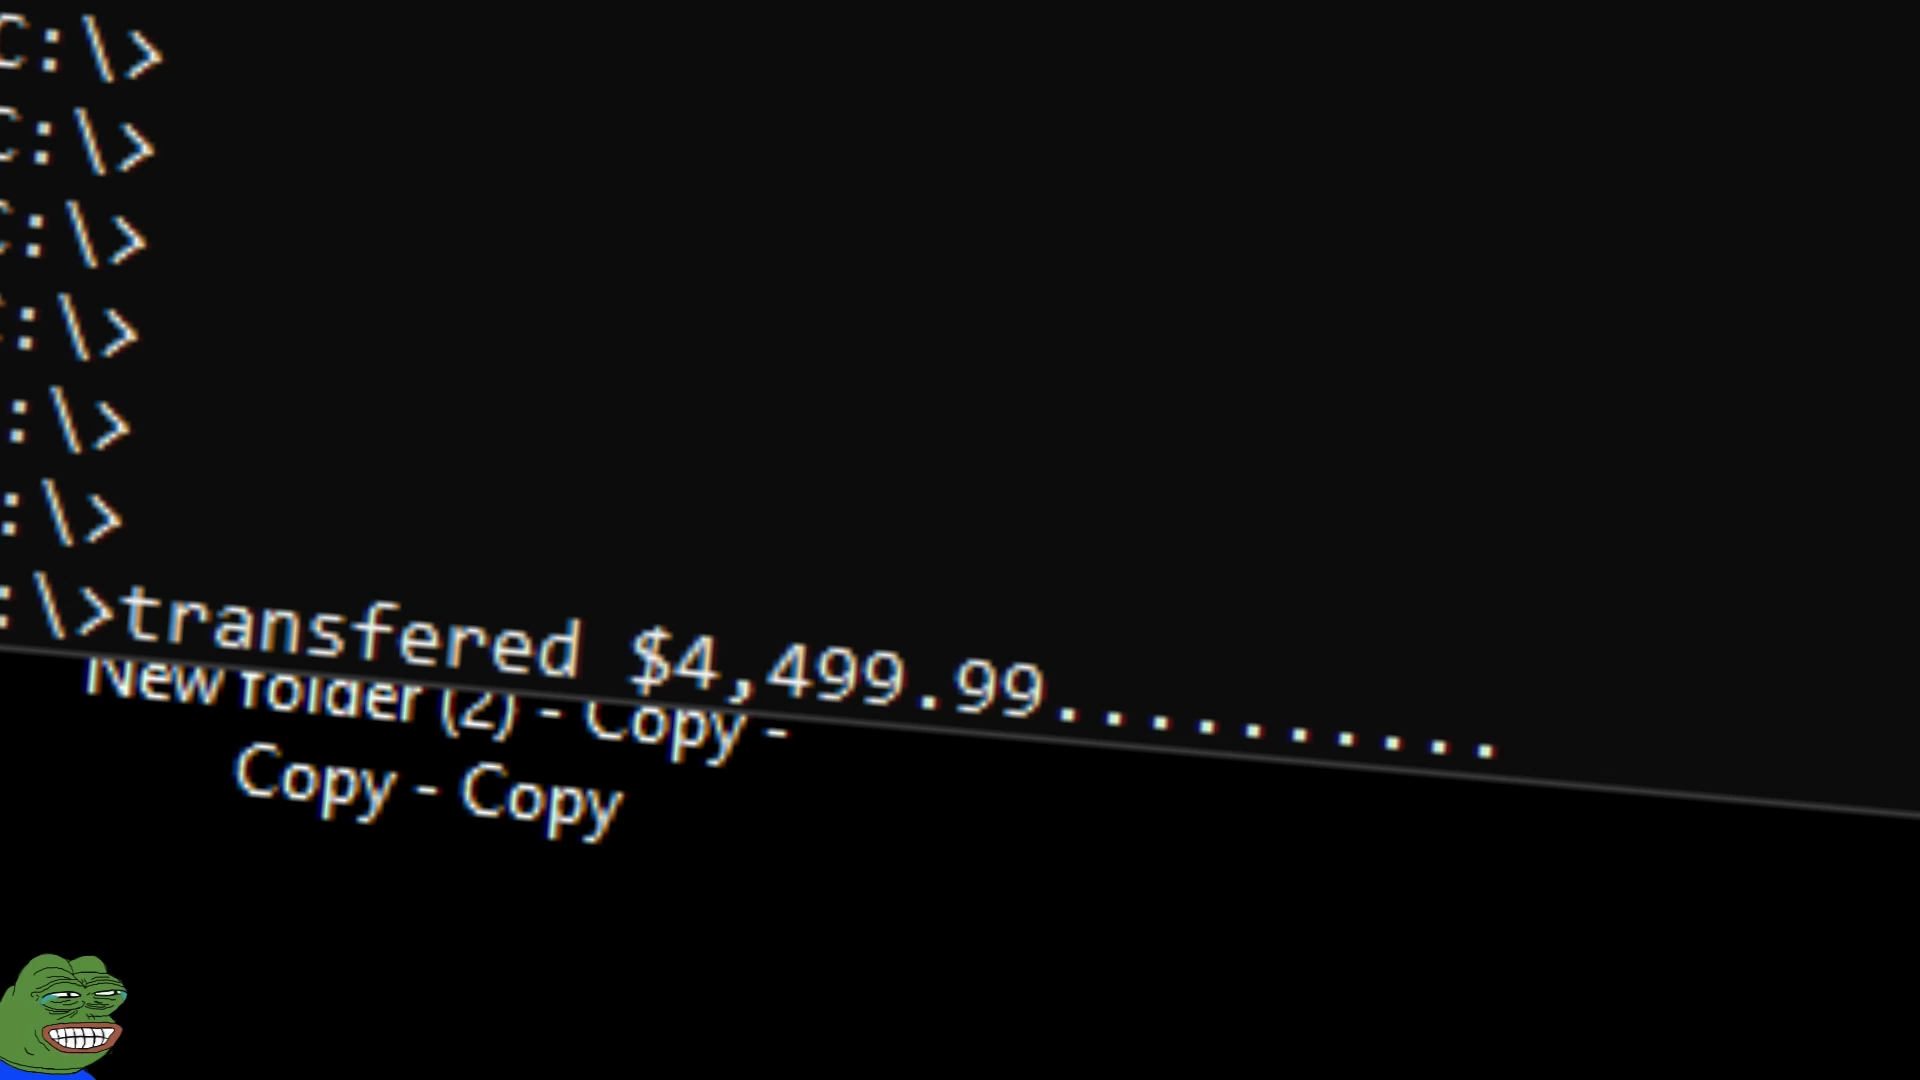 C:\>
C:\>
C:\>
:\>
:\>
:\>
:\>transfered $4,499.99..........
New folder (2) - Copy -
Copy - Copy